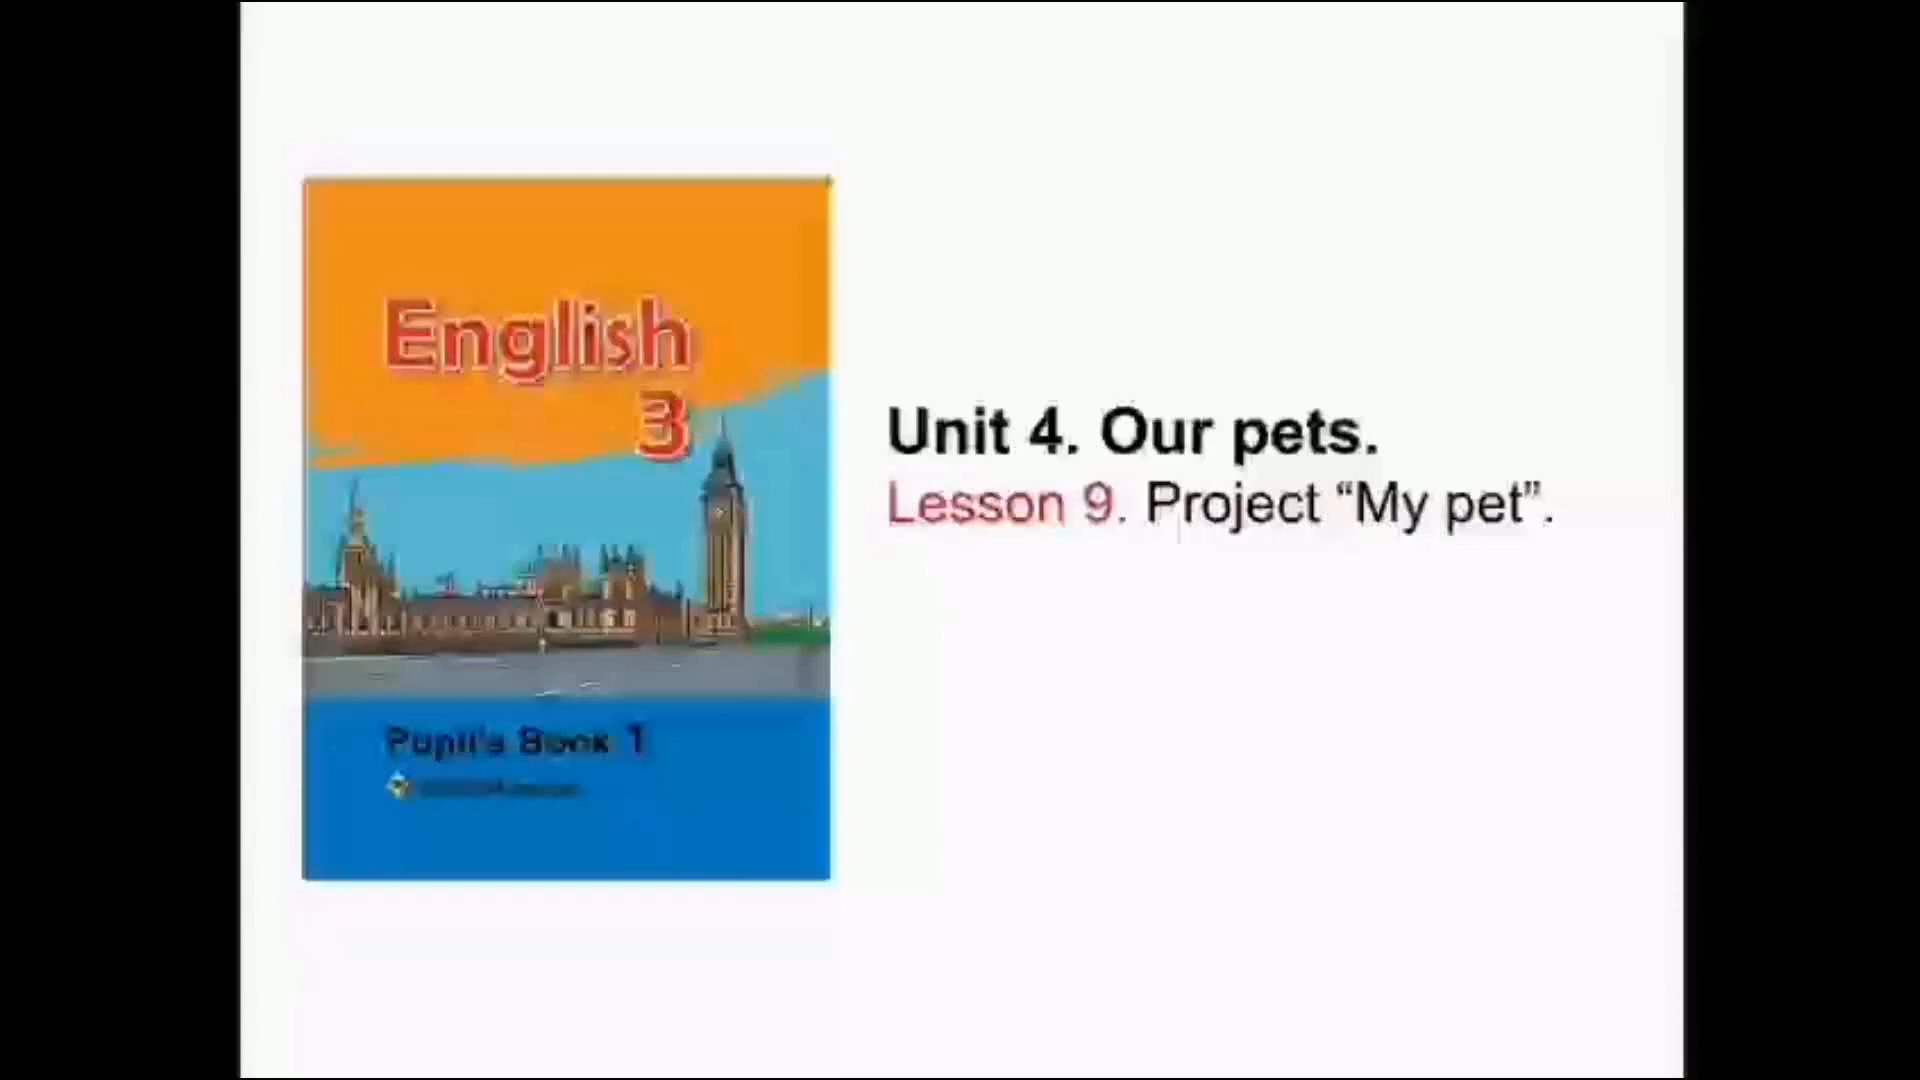 English
3
Pupil's Book 1
Unit 4. Our pets.
Lesson 9. Project “My pet”.